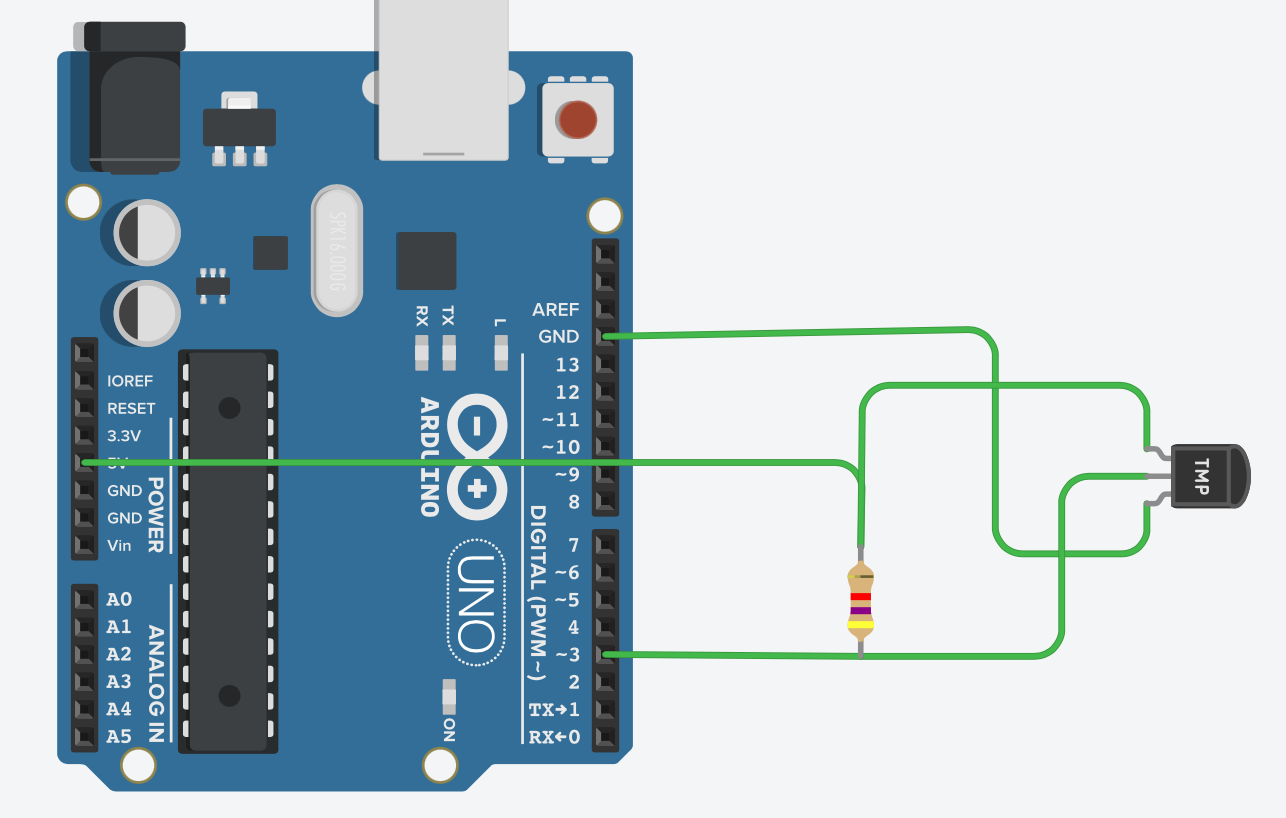 SPK16.000G
RX
TX
L
AREF
GND
13
12
~11
~10
~9
8
7
~6
~5
4
~3
2
TX→1
RX←0
DIGITAL (PWM~)
IOREF
RESET
3.3V
5V
GND
GND
Vin
POWER
A0
A1
A2
A3
A4
A5
ANALOG IN
ARDUINO
UNO
ON
TMP